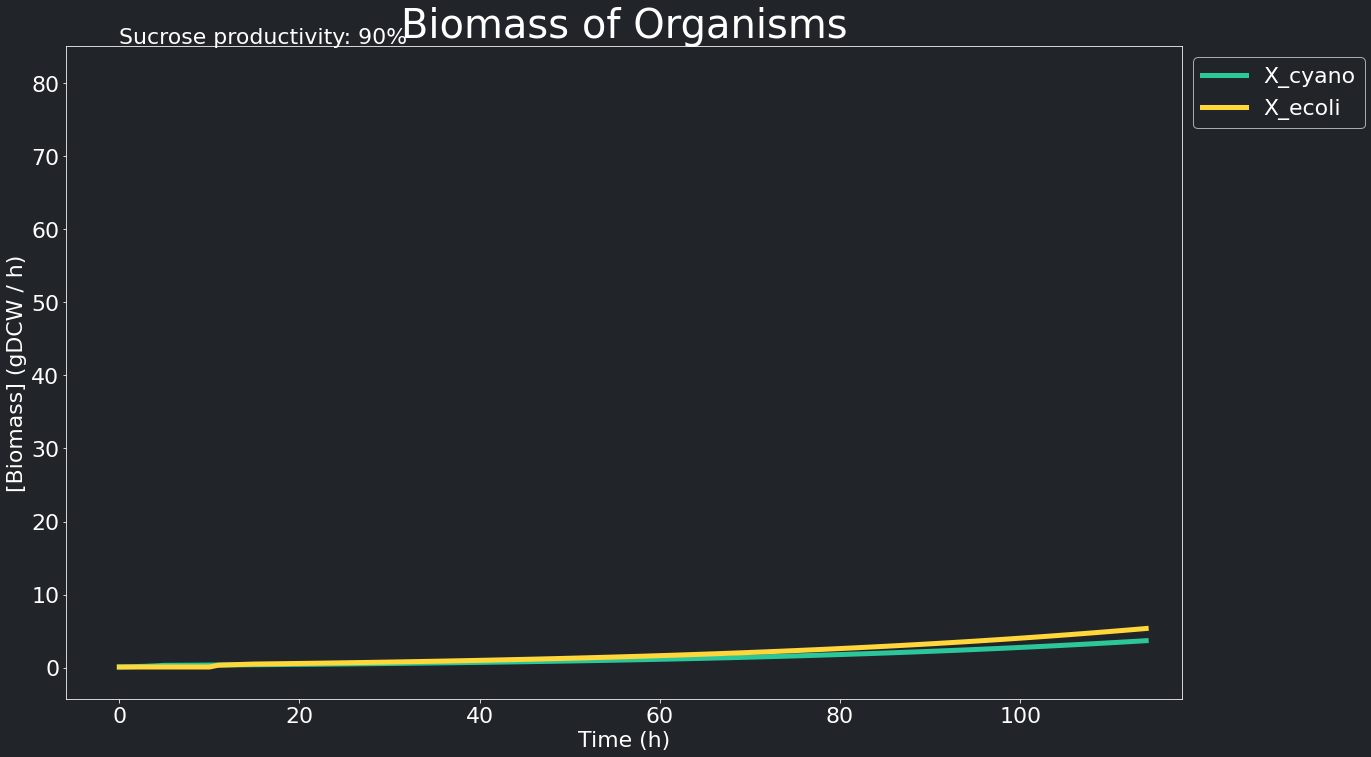 Biomass of Organisms
Sucrose productivity: 90%
X_cyano
X_ecoli
[Biomass] (gDCW / h)
80
70
60
50
40
30
20
10
0
0 20 40 60 80 100
Time (h)